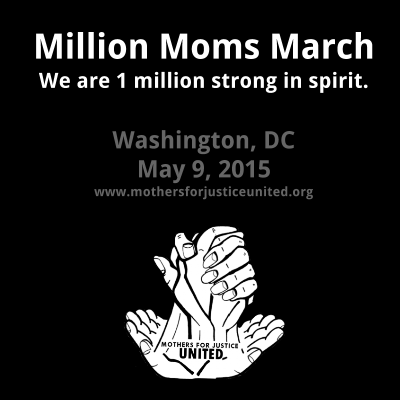 Million Moms March
We are 1 million strong in spirit.
Washington, DC
May 9, 2015
www.mothersforjusticeunited.org
MOTHERS FOR JUSTICE
UNITED